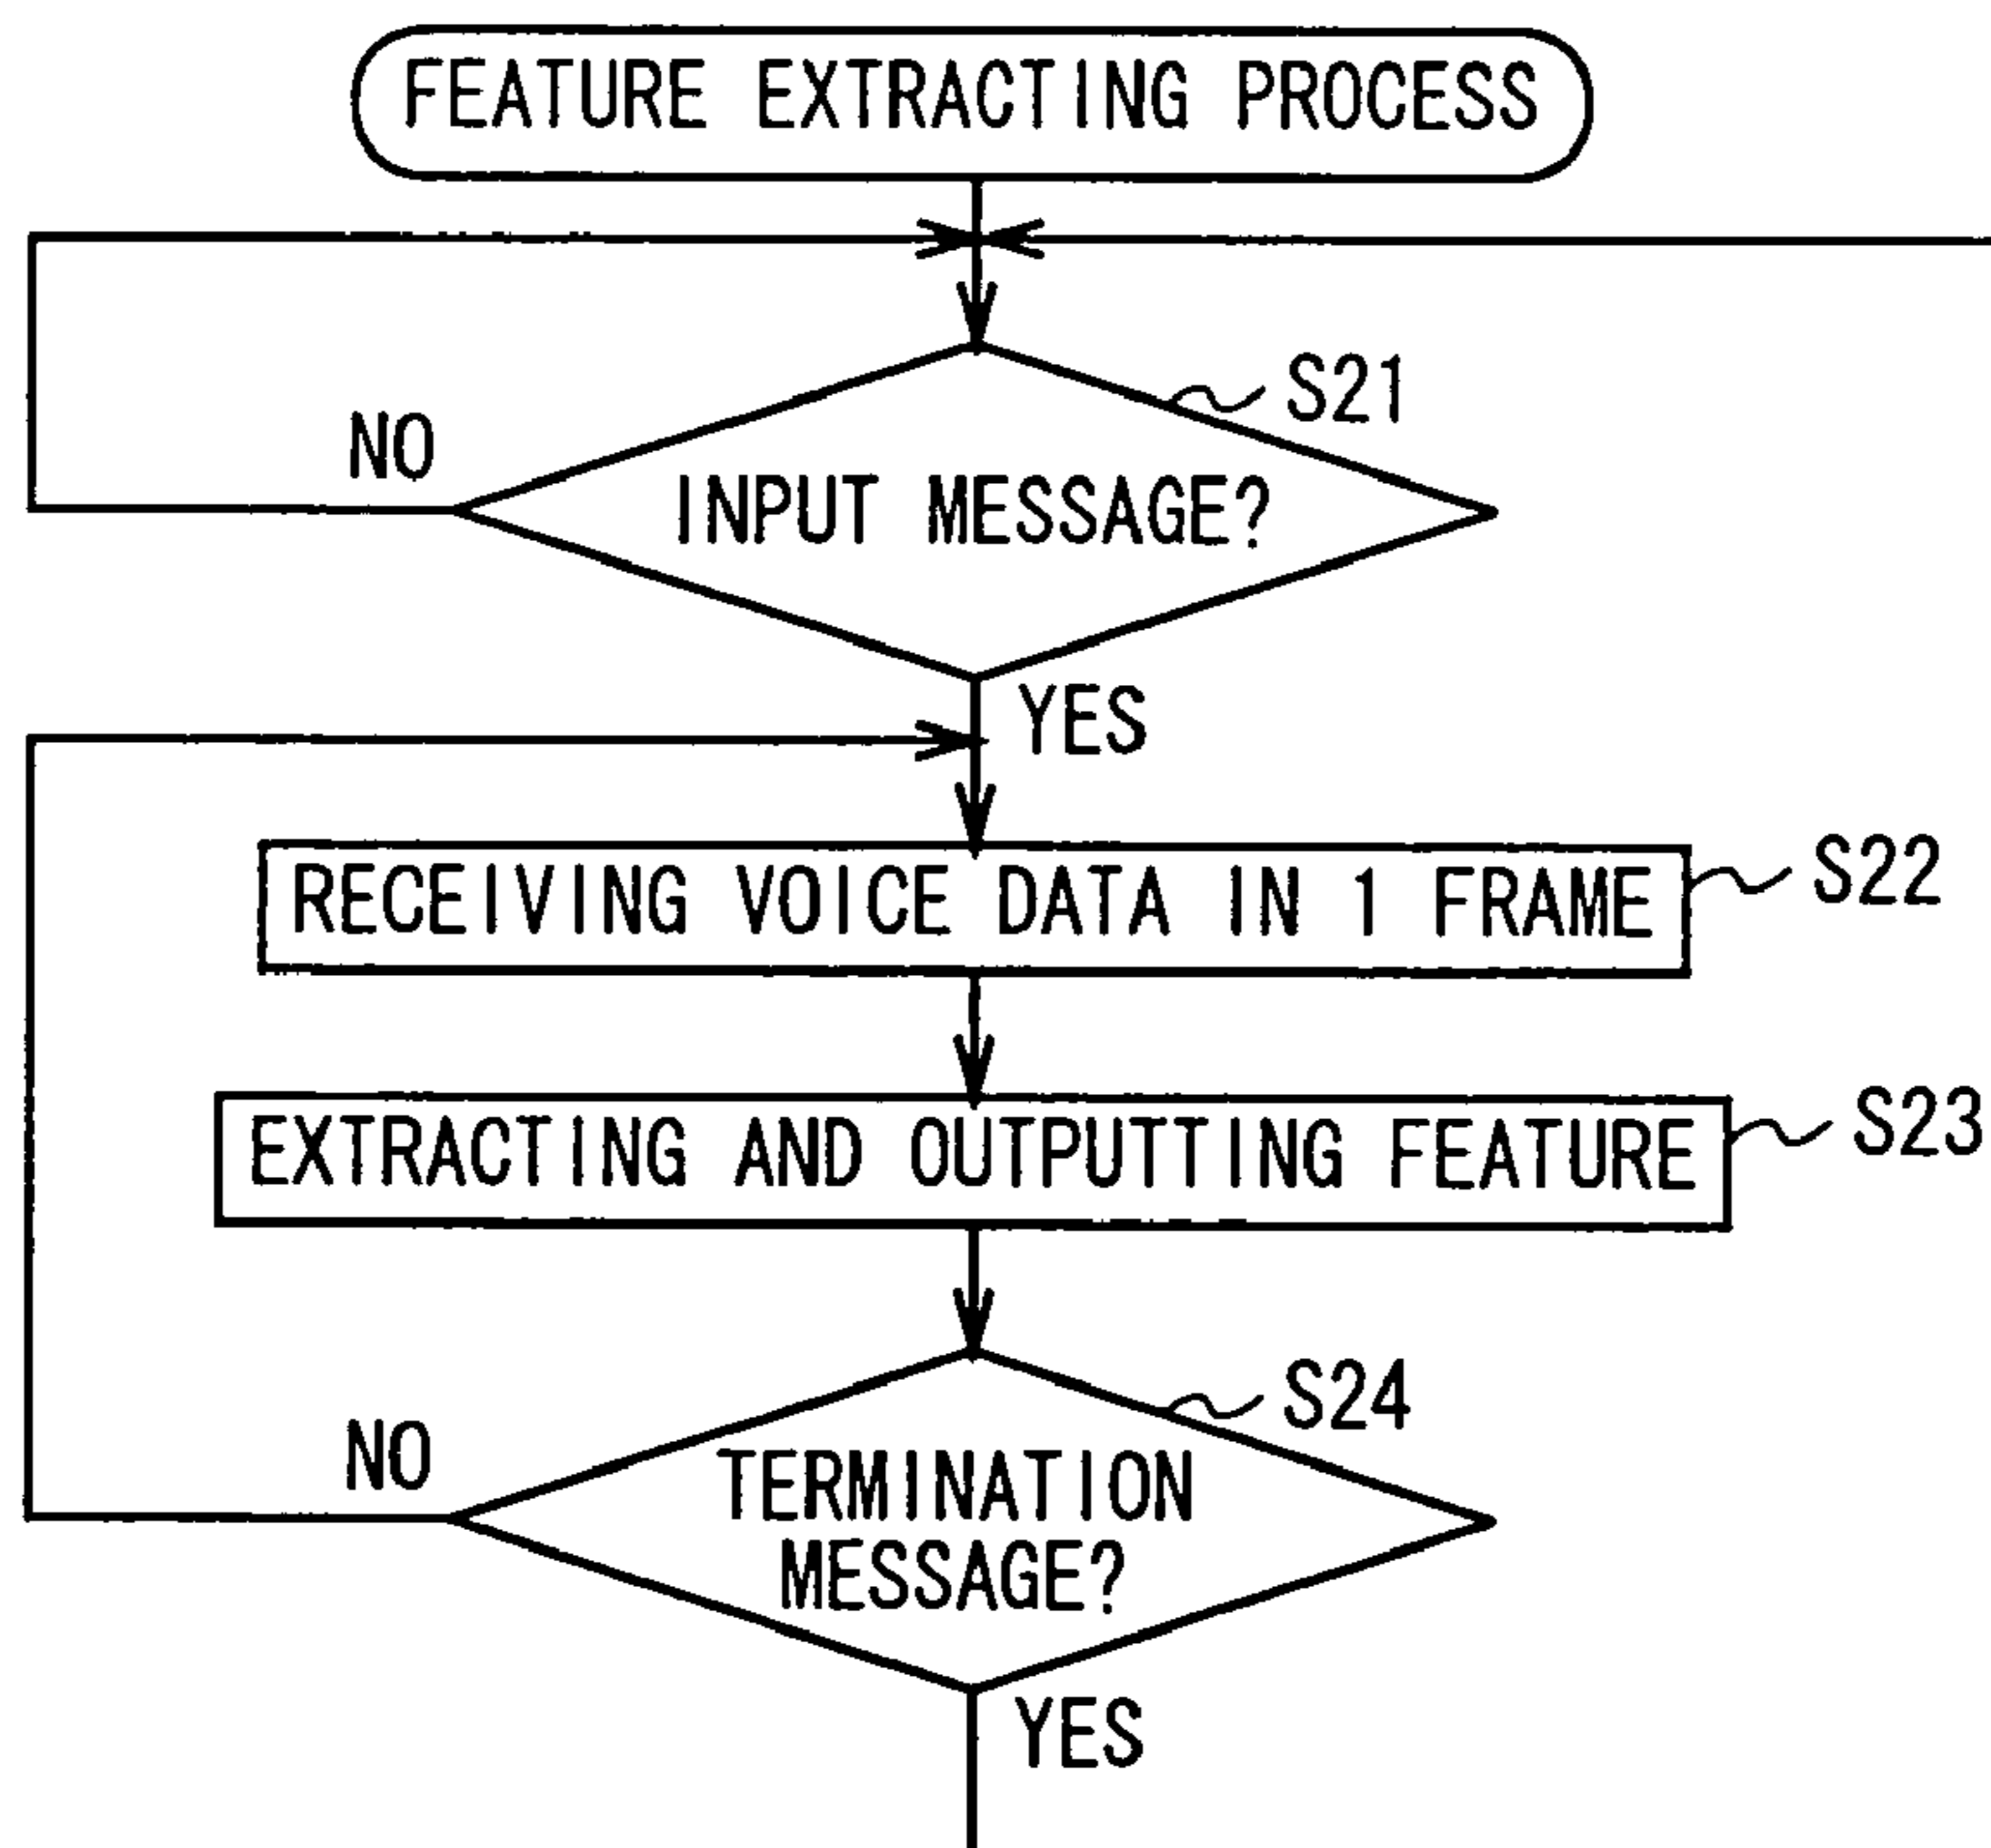 FEATURE EXTRACTING PROCESS
S21
NO
INPUT MESSAGE?
YES
RECEIVING VOICE DATA IN 1 FRAME
S22
EXTRACTING AND OUTPUTTING FEATURE
S23
S24
NO
TERMINATION
MESSAGE?
YES